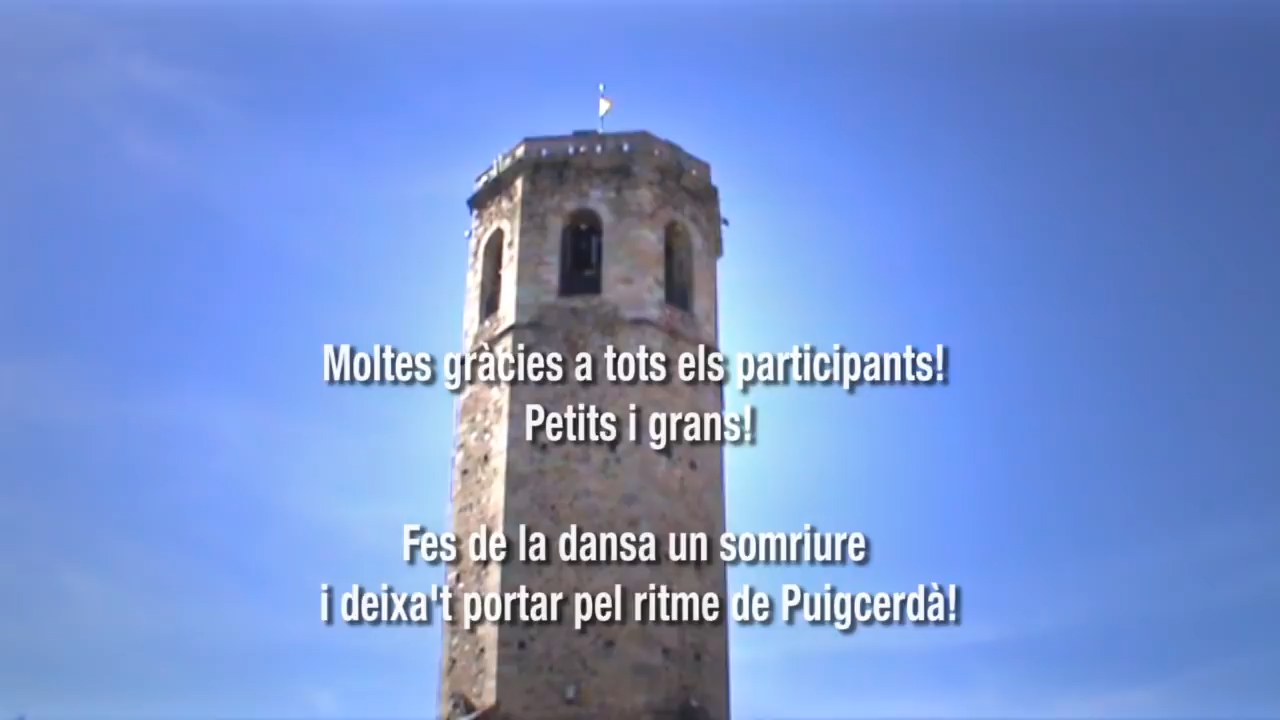 Moltes gràcies a tots els participants!
Petits i grans!
Fes de la dansa un somriure
i deixa't portar pel ritme de Puigcerdà!